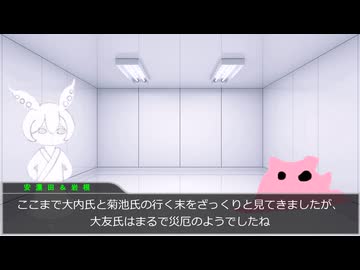 安濃田＆岩根
ここまで大内氏と菊池氏の行く末をざっくりと見てきましたが、
大友氏はまるで災厄のようでしたね